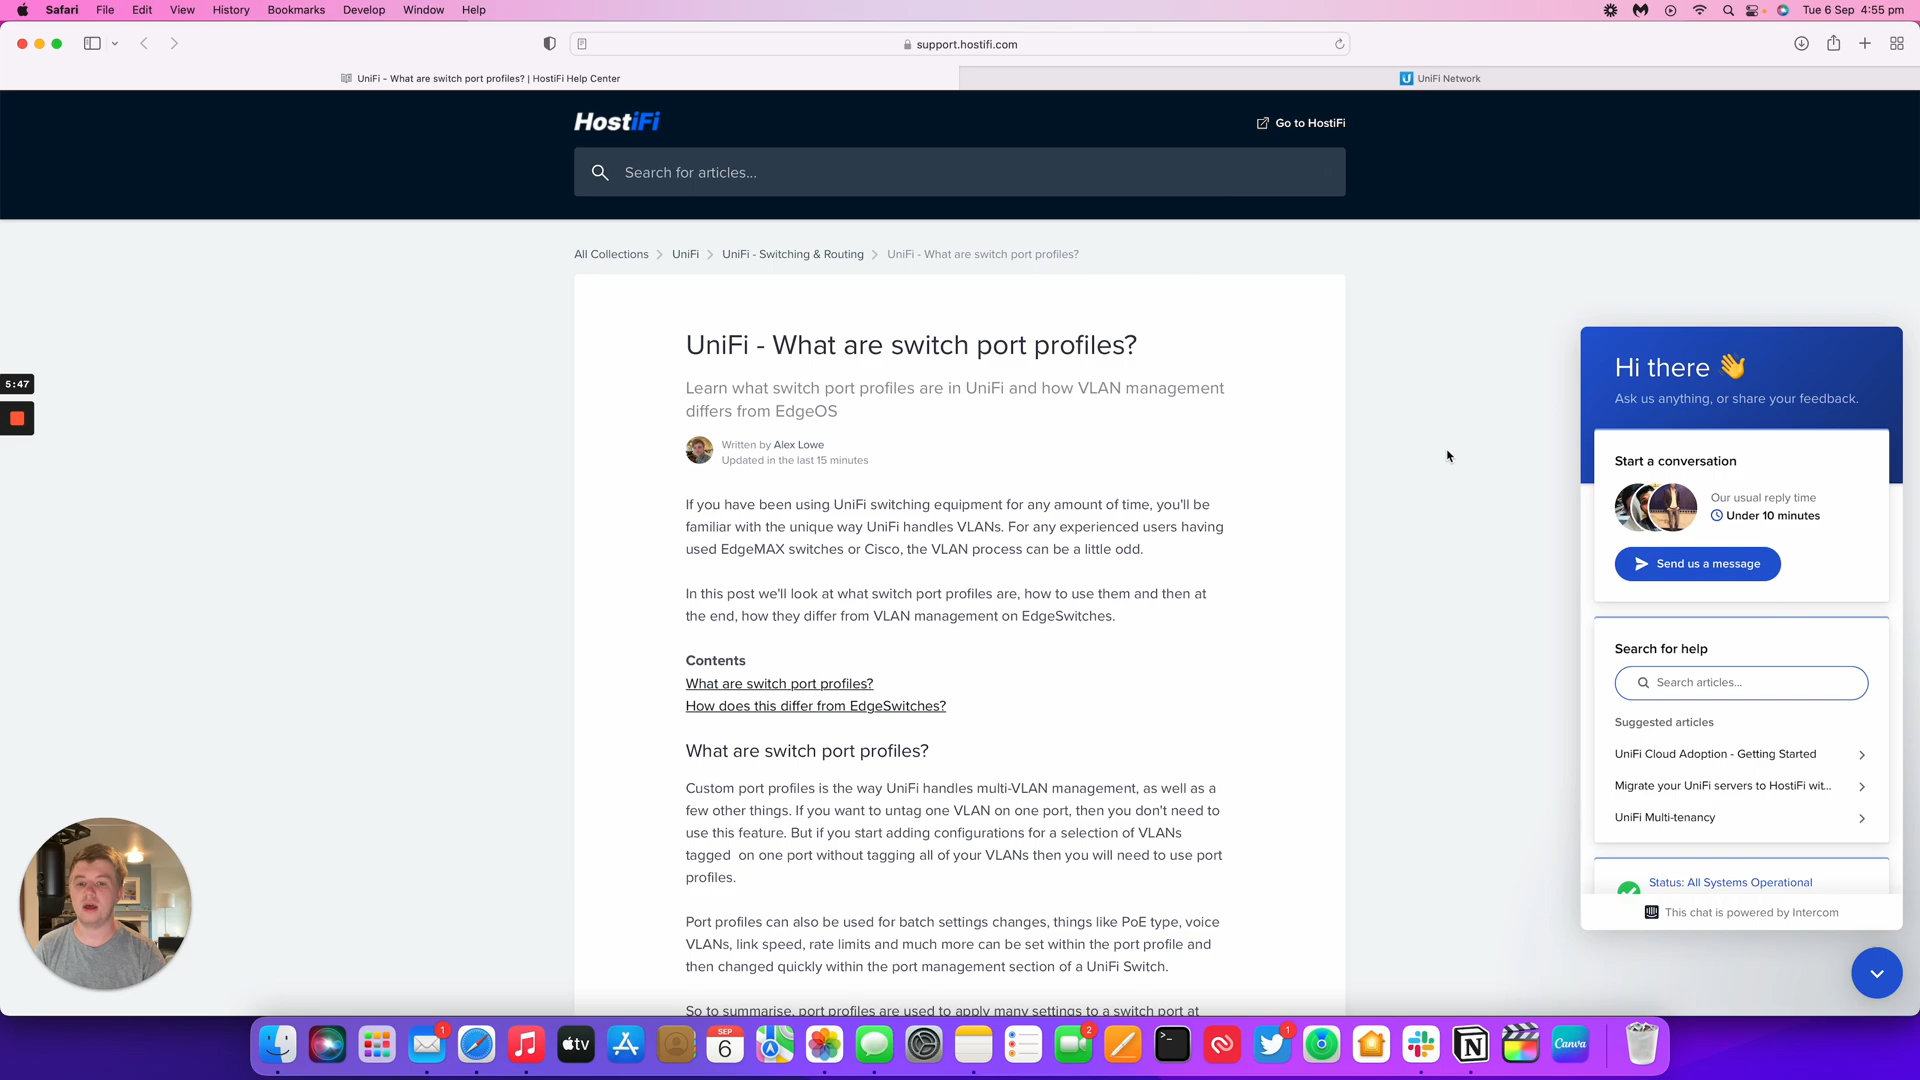 Safari File Edit View History Bookmarks Develop Window Help
Tue 6 Sep 4:55 pm
support.hostifi.com
UniFi - What are switch port profiles? | HostiFi Help Center
UniFi Network
HostiFi
Go to HostiFi
Search for articles...
All Collections UniFi UniFi - Switching & Routing UniFi - What are switch port profiles?
UniFi - What are switch port profiles?
Learn what switch port profiles are in UniFi and how VLAN management
differs from EdgeOS
Written by Alex Lowe
Updated in the last 15 minutes
If you have been using UniFi switching equipment for any amount of time, you'll be
familiar with the unique way UniFi handles VLANs. For any experienced users having
used EdgeMAX switches or Cisco, the VLAN process can be a little odd.
In this post we'll look at what switch port profiles are, how to use them and then at
the end, how they differ from VLAN management on EdgeSwitches.
Contents
What are switch port profiles?
How does this differ from EdgeSwitches?
What are switch port profiles?
Custom port profiles is the way UniFi handles multi-VLAN management, as well as a
few other things. If you want to untag one VLAN on one port, then you don't need to
use this feature. But if you start adding configurations for a selection of VLANs
tagged on one port without tagging all of your VLANs then you will need to use port
profiles.
Port profiles can also be used for batch settings changes, things like PoE type, voice
VLANs, link speed, rate limits and much more can be set within the port profile and
then changed quickly within the port management section of a UniFi Switch.
So to summarise, port profiles are used to apply many settings to a switch port at
5:47
Hi there 👋
Ask us anything, or share your feedback.
Start a conversation
Our usual reply time
Under 10 minutes
Send us a message
Search for help
Search articles...
Suggested articles
UniFi Cloud Adoption - Getting Started
Migrate your UniFi servers to HostiFi wit...
UniFi Multi-tenancy
Status: All Systems Operational
This chat is powered by Intercom
1
tv
SEP
6
2
1
Canva